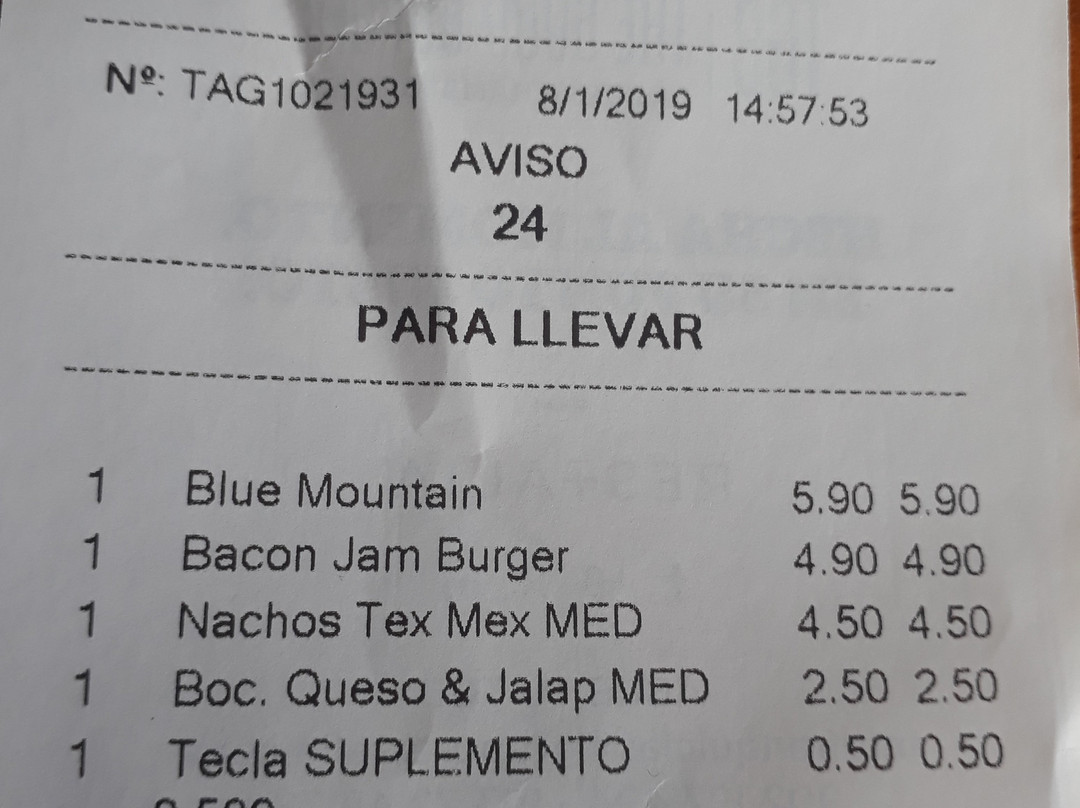 Nº: TAG1021931 8/1/2019 14:57:53
AVISO
24
PARA LLEVAR
1 Blue Mountain 5.90 5.90
1 Bacon Jam Burger 4.90 4.90
1 Nachos Tex Mex MED 4.50 4.50
1 Boc. Queso & Jalap MED 2.50 2.50
1 Tecla SUPLEMENTO 0.50 0.50